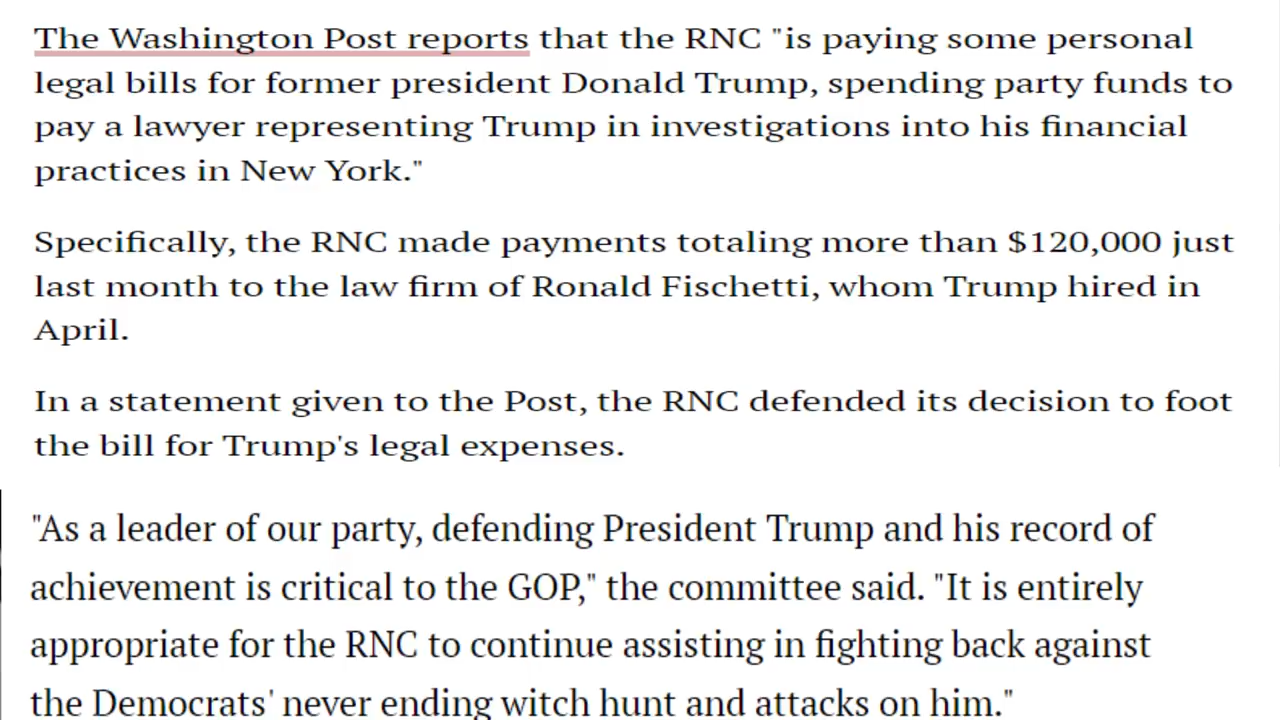 The Washington Post reports that the RNC "is paying some personal
legal bills for former president Donald Trump, spending party funds to
pay a lawyer representing Trump in investigations into his financial
practices in New York."
Specifically, the RNC made payments totaling more than $120,000 just
last month to the law firm of Ronald Fischetti, whom Trump hired in
April.
In a statement given to the Post, the RNC defended its decision to foot
the bill for Trump's legal expenses.
"As a leader of our party, defending President Trump and his record of
achievement is critical to the GOP," the committee said. "It is entirely
appropriate for the RNC to continue assisting in fighting back against
the Democrats' never ending witch hunt and attacks on him."